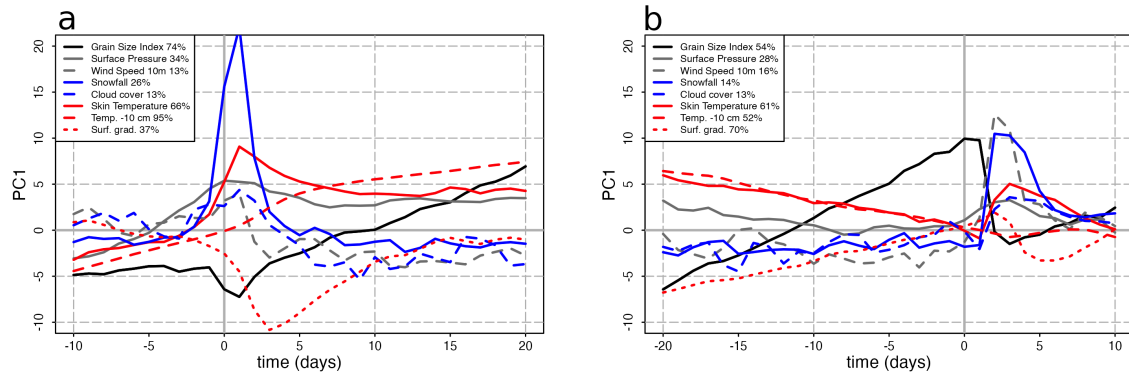 a
Grain Size Index 74%
Surface Pressure 34%
Wind Speed 10m 13%
Snowfall 26%
Cloud cover 13%
Skin Temperature 66%
Temp. -10 cm 95%
Surf. grad. 37%
PC1
20
15
10
5
0
-5
-10
-10 -5 0 5 10 15 20
time (days)
b
Grain Size Index 54%
Surface Pressure 28%
Wind Speed 10m 16%
Snowfall 14%
Cloud cover 13%
Skin Temperature 61%
Temp. -10 cm 52%
Surf. grad. 70%
PC1
20
15
10
5
0
-5
-10
-20 -10 0 5 10
time (days)